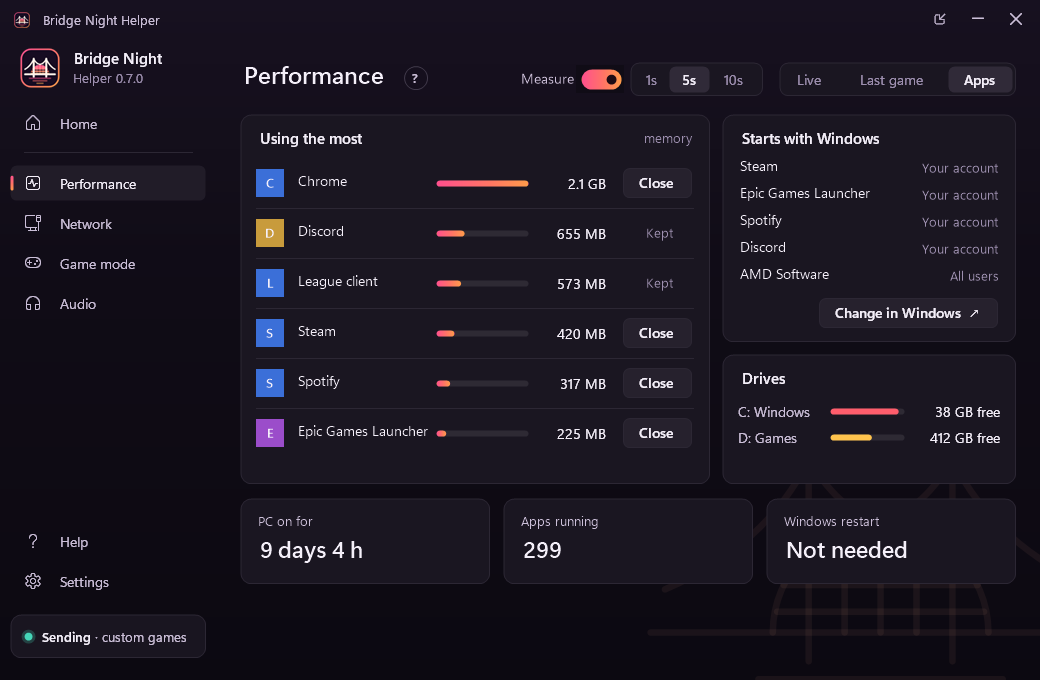 Bridge Night Helper
Bridge Night
Helper 0.7.0
Home
Performance
Network
Game mode
Audio
? Help
Settings
Sending · custom games
Performance ?
Measure 1s 5s 10s Live Last game Apps
Using the most memory
C Chrome 2.1 GB Close
D Discord 655 MB Kept
L League client 573 MB Kept
S Steam 420 MB Close
S Spotify 317 MB Close
E Epic Games Launcher 225 MB Close
Starts with Windows
Steam Your account
Epic Games Launcher Your account
Spotify Your account
Discord Your account
AMD Software All users
Change in Windows ↗
Drives
C: Windows 38 GB free
D: Games 412 GB free
PC on for
9 days 4 h
Apps running
299
Windows restart
Not needed